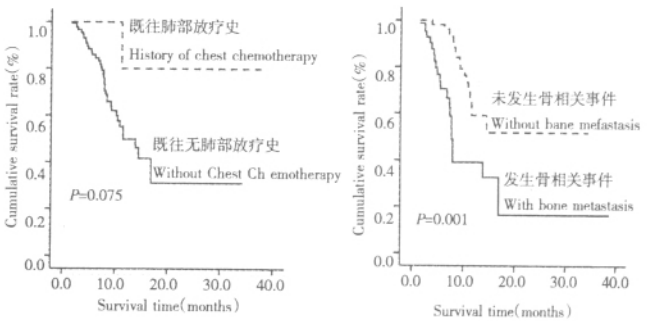 Cumulative survival rate(%)
1.0
0.8
0.6
0.4
0.2
0.0
既往肺部放疗史
History of chest chemotherapy
既往无肺部放疗史
Without Chest Ch emotherapy
P=0.075
0.0 10.0 20.0 30.0 40.0
Survival time(months)
Cumulative survival rate(%)
1.0
0.8
0.6
0.4
0.2
0.0
未发生骨相关事件
Without bane mefastasis
发生骨相关事件
With bone metastasis
P=0.001
0.0 10.0 20.0 30.0 40.0
Survival time(months)